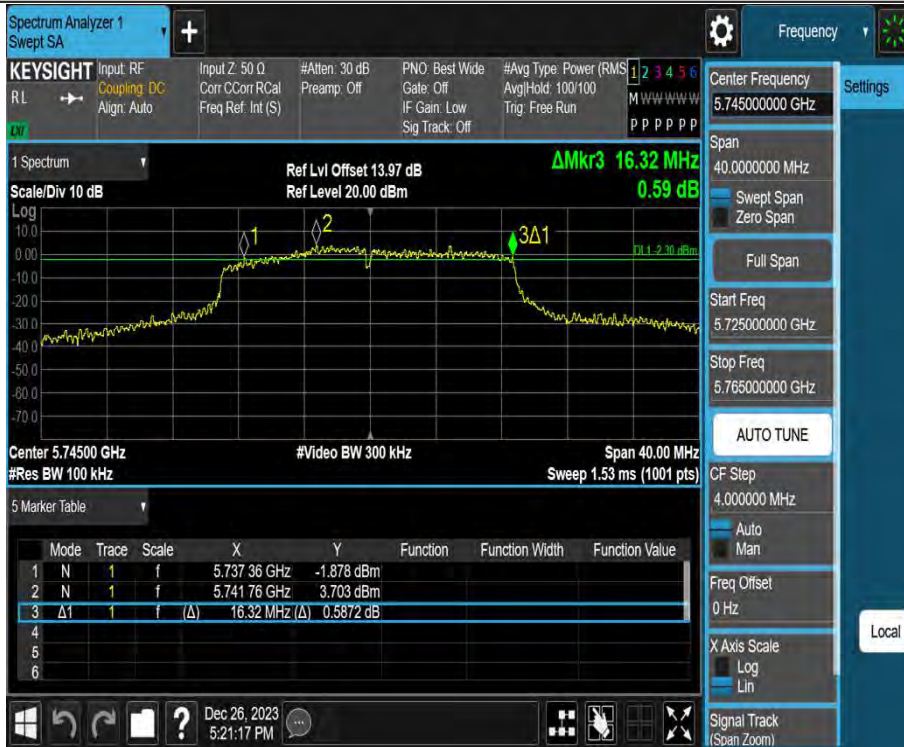 Spectrum Analyzer 1
Swept SA
+
Frequency
KEYSIGHT
RL
LXI
Input: RF
Coupling: DC
Align: Auto
Input Z: 50 Ω
Corr CCorr RCal
Freq Ref: Int (S)
#Atten: 30 dB
Preamp: Off
PNO: Best Wide
Gate: Off
IF Gain: Low
Sig Track: Off
#Avg Type: Power (RMS
Avg|Hold: 100/100
Trig: Free Run
1 2 3 4 5 6
M W W W W W
P P P P P P
1 Spectrum
Scale/Div 10 dB
Ref Lvl Offset 13.97 dB
Ref Level 20.00 dBm
ΔMkr3 16.32 MHz
0.59 dB
Log
10.0
0.00
-10.0
-20.0
-30.0
-40.0
-50.0
-60.0
-70.0
1
2
3Δ1
DL1 -2.30 dBm
Center 5.74500 GHz
#Video BW 300 kHz
Span 40.00 MHz
#Res BW 100 kHz
Sweep 1.53 ms (1001 pts)
5 Marker Table
Mode Trace Scale X Y Function Function Width Function Value
1 N 1 f 5.737 36 GHz -1.878 dBm
2 N 1 f 5.741 76 GHz 3.703 dBm
3 Δ1 1 f (Δ) 16.32 MHz (Δ) 0.5872 dB
4
5
6
?
Dec 26, 2023
5:21:17 PM
Center Frequency
5.745000000 GHz
Settings
Span
40.0000000 MHz
Swept Span
Zero Span
Full Span
Start Freq
5.725000000 GHz
Stop Freq
5.765000000 GHz
AUTO TUNE
CF Step
4.000000 MHz
Auto
Man
Freq Offset
0 Hz
Local
X Axis Scale
Log
Lin
Signal Track
(Span Zoom)